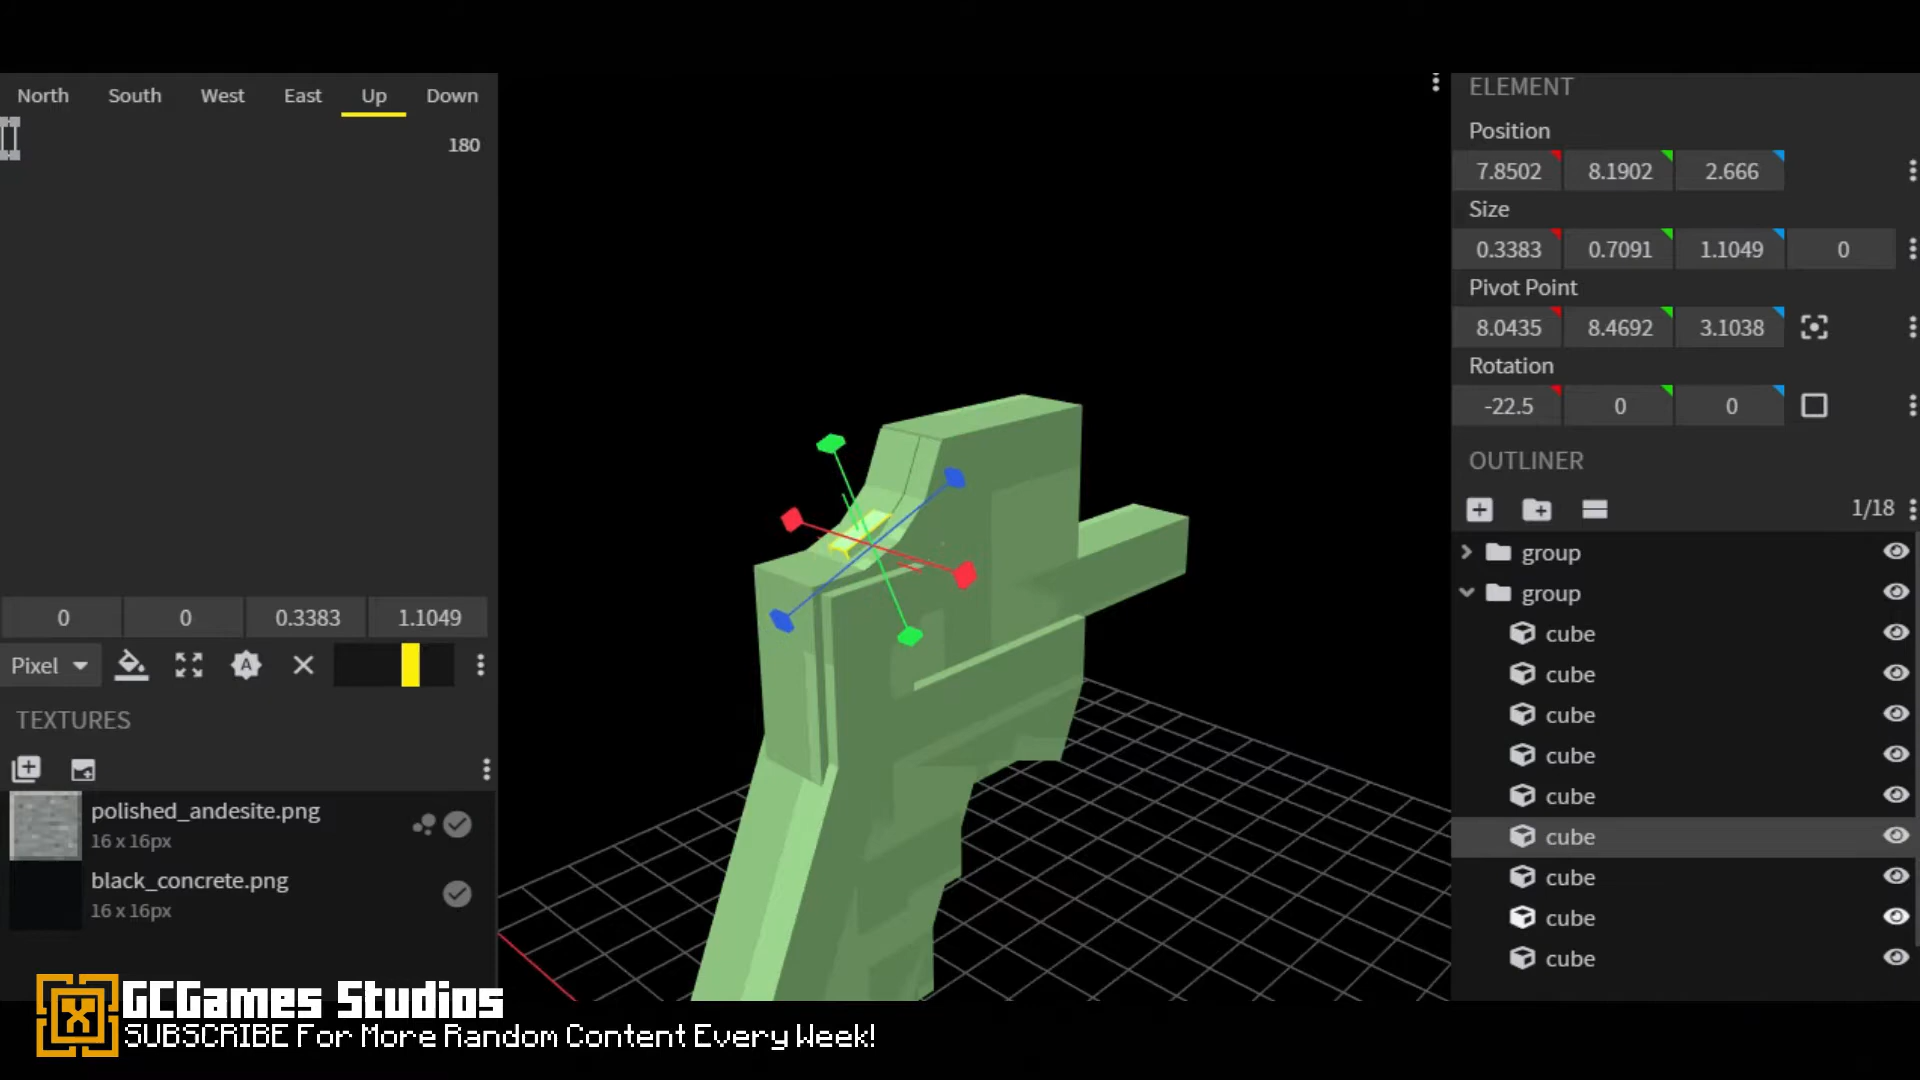 North South West East Up Down
180
0 0 0.3383 1.1049
Pixel
TEXTURES
polished_andesite.png
16 x 16px
black_concrete.png
16 x 16px
ELEMENT
Position
7.8502 8.1902 2.666
Size
0.3383 0.7091 1.1049 0
Pivot Point
8.0435 8.4692 3.1038
Rotation
-22.5 0 0
OUTLINER
1/18
group
group
cube
cube
cube
cube
cube
cube
cube
cube
cube
GCGames Studios
SUBSCRIBE For More Random Content Every Week!